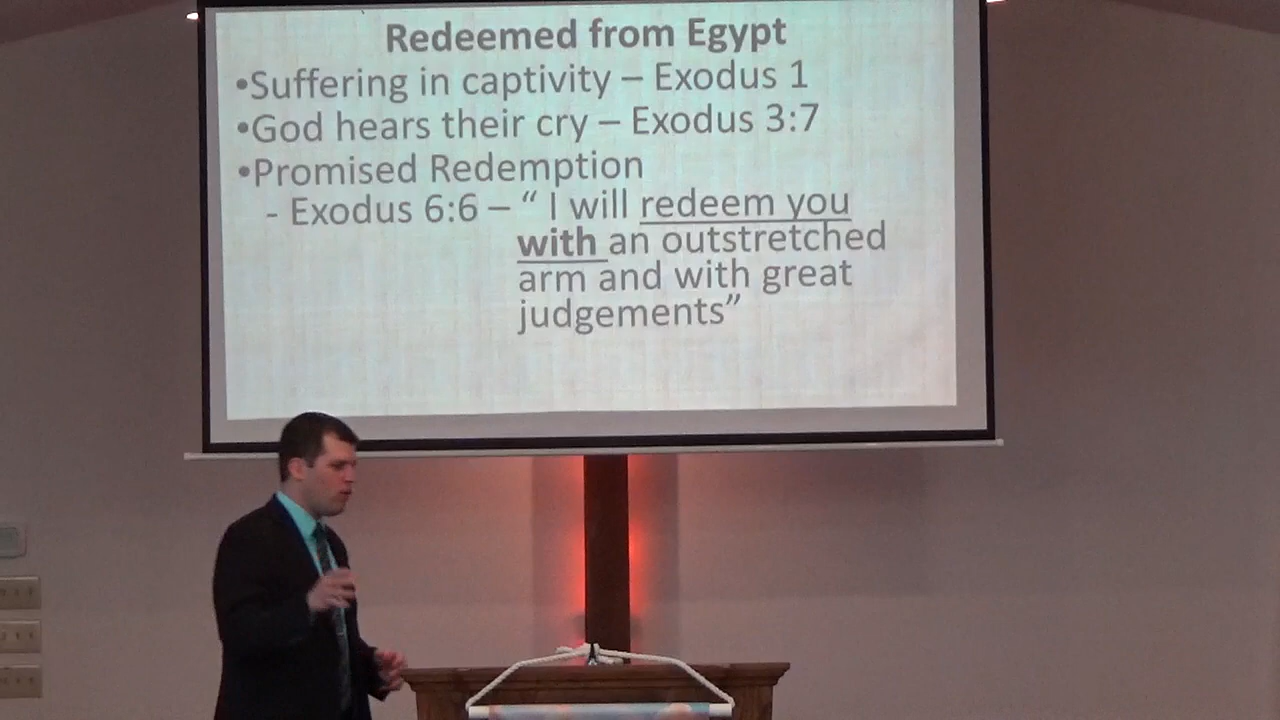 Redeemed from Egypt
•Suffering in captivity – Exodus 1
•God hears their cry – Exodus 3:7
•Promised Redemption
- Exodus 6:6 – “ I will redeem you
with an outstretched
arm and with great
judgements”